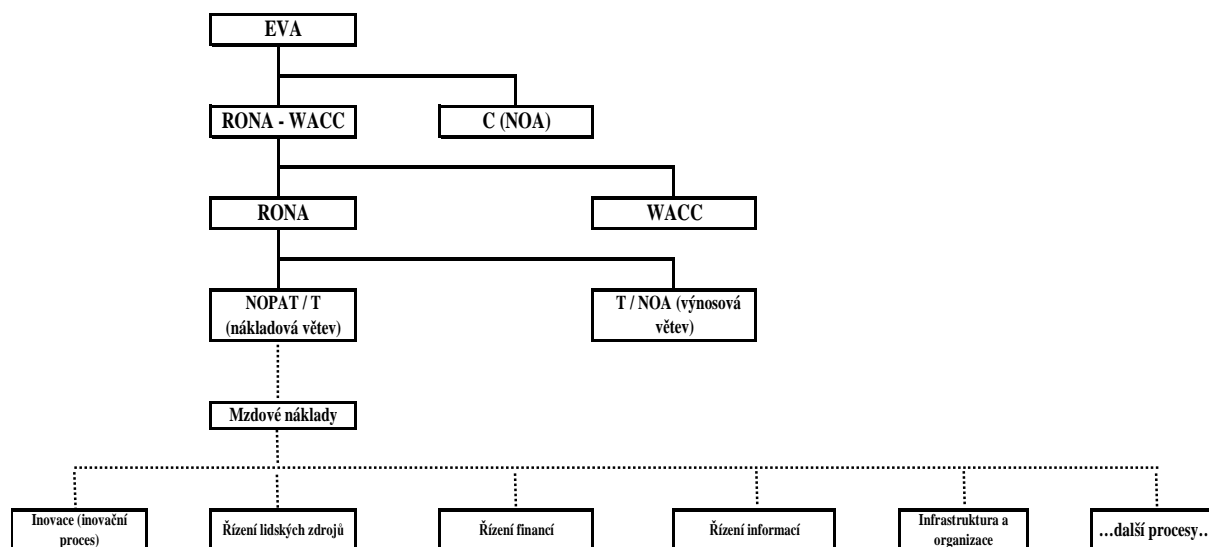 EVA
RONA - WACC
C (NOA)
RONA
WACC
NOPAT / T
(nákladová větev)
T / NOA (výnosová
větev)
Mzdové náklady
Inovace (inovační
proces)
Řízení lidských zdrojů
Řízení financí
Řízení informací
Infrastruktura a
organizace
…další procesy…